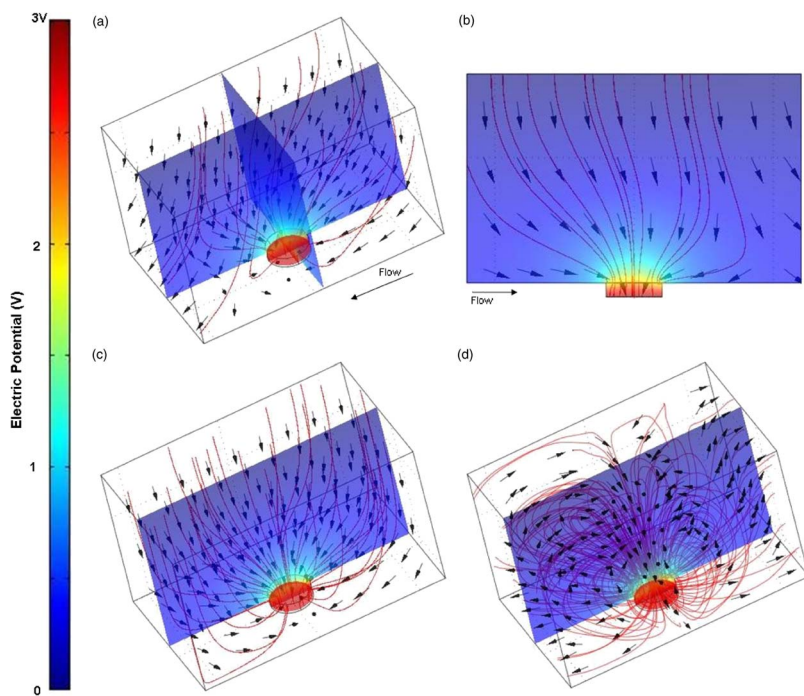 3V
(a)
(b)
2
Electric Potential (V)
1
0
Flow
Flow
(c)
(d)